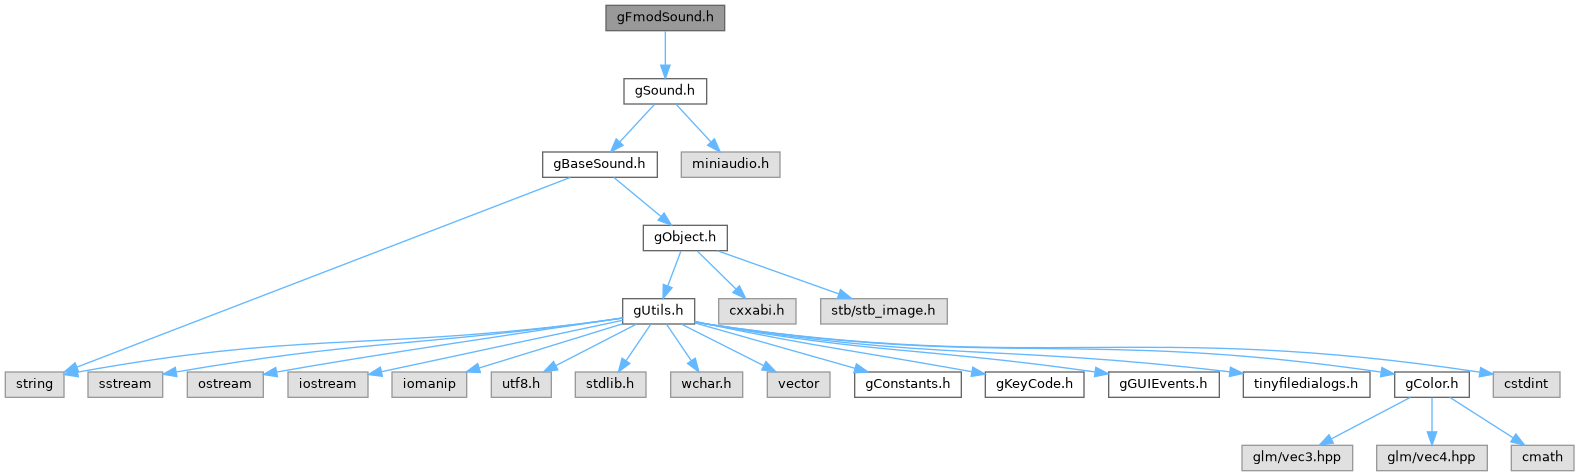 gFmodSound.h
gSound.h
gBaseSound.h
miniaudio.h
gObject.h
gUtils.h
cxxabi.h
stb/stb_image.h
string
sstream
ostream
iostream
iomanip
utf8.h
stdlib.h
wchar.h
vector
gConstants.h
gKeyCode.h
gGUIEvents.h
tinyfiledialogs.h
gColor.h
cstdint
glm/vec3.hpp
glm/vec4.hpp
cmath